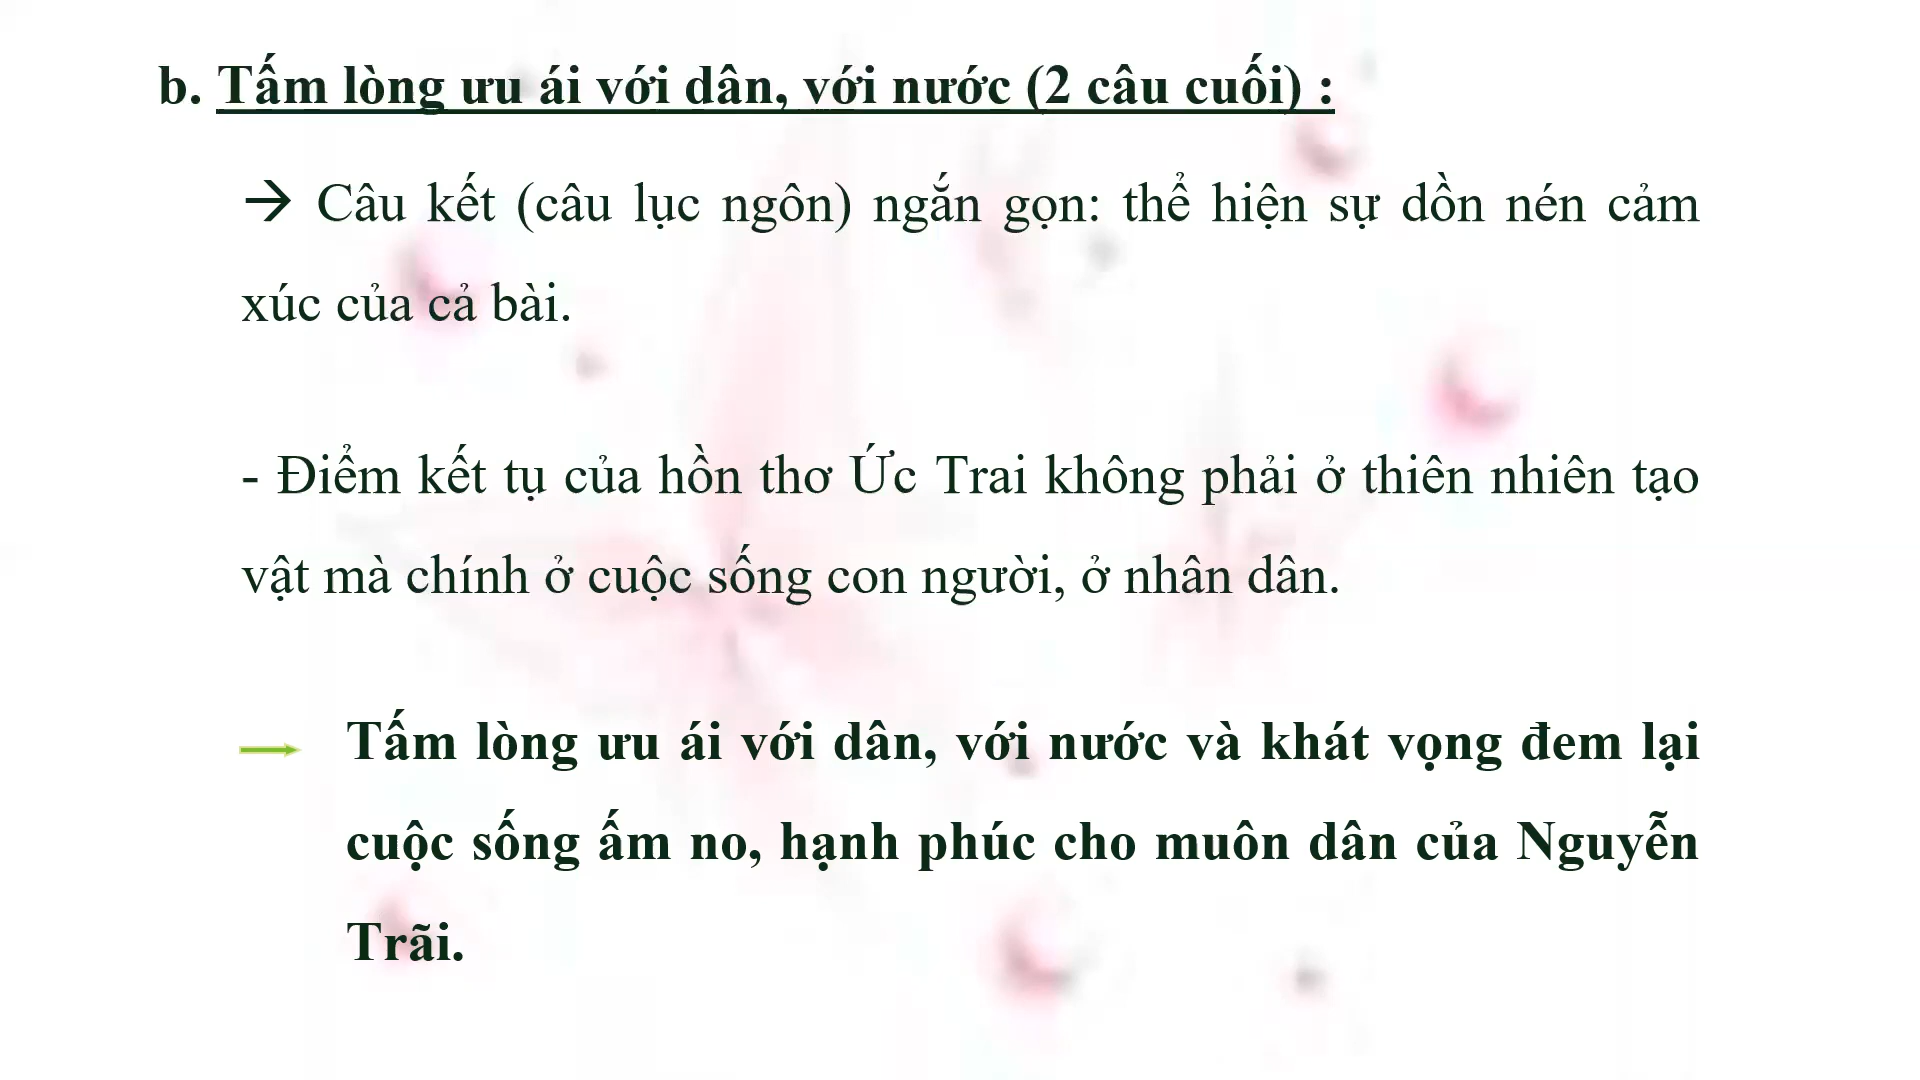 b. Tấm lòng ưu ái với dân, với nước (2 câu cuối) :
→ Câu kết (câu lục ngôn) ngắn gọn: thể hiện sự dồn nén cảm
xúc của cả bài.
- Điểm kết tụ của hồn thơ Ức Trai không phải ở thiên nhiên tạo
vật mà chính ở cuộc sống con người, ở nhân dân.
Tấm lòng ưu ái với dân, với nước và khát vọng đem lại
cuộc sống ấm no, hạnh phúc cho muôn dân của Nguyễn
Trãi.